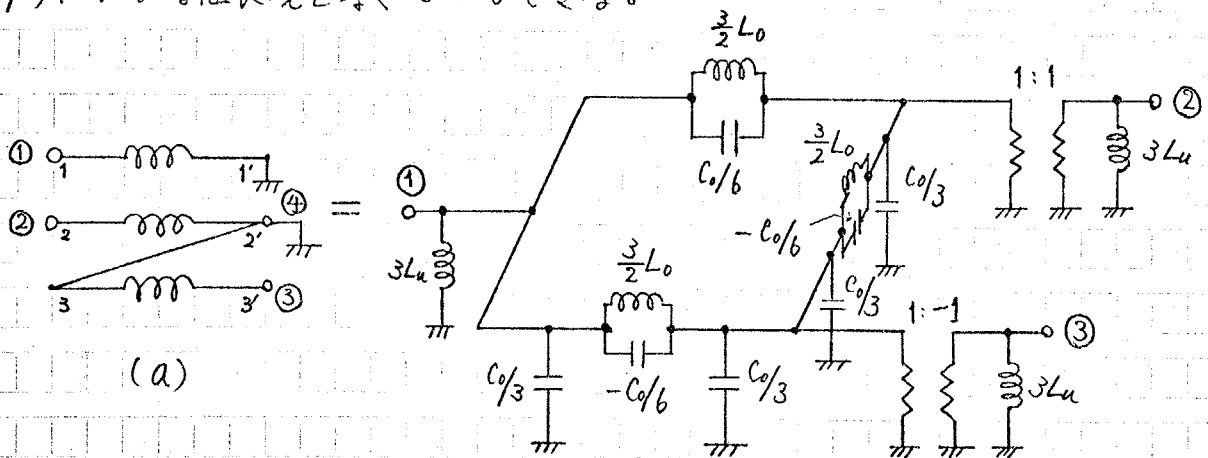 3/2 L₀
1:1
① 1 1' ④
② 2 2'
3 3' ③
(a)
=
①
3Lu
C₀/6
3/2 L₀
-C₀/6
C₀/3
C₀/3
②
3Lu
3/2 L₀
C₀/3
-C₀/6
C₀/3
1:-1
③
3Lu